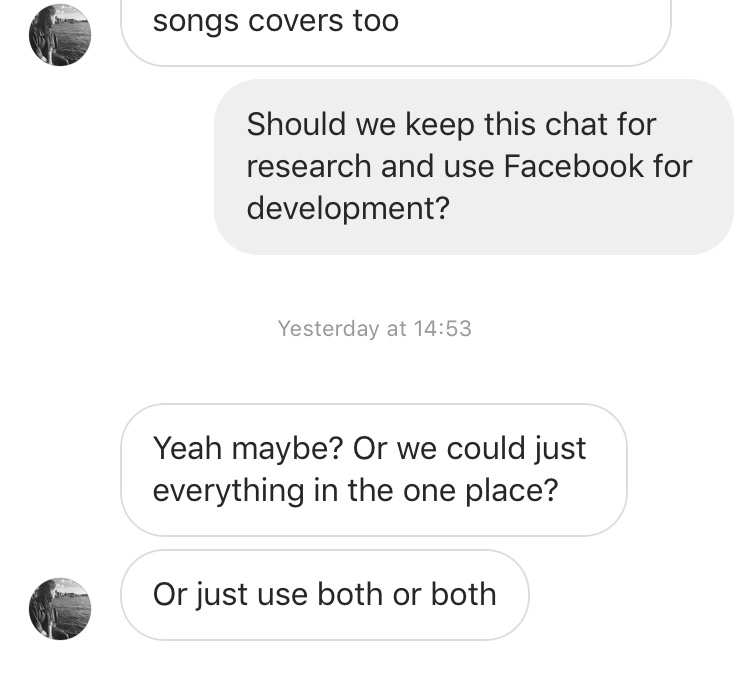 songs covers too
Should we keep this chat for
research and use Facebook for
development?
Yesterday at 14:53
Yeah maybe? Or we could just
everything in the one place?
Or just use both or both